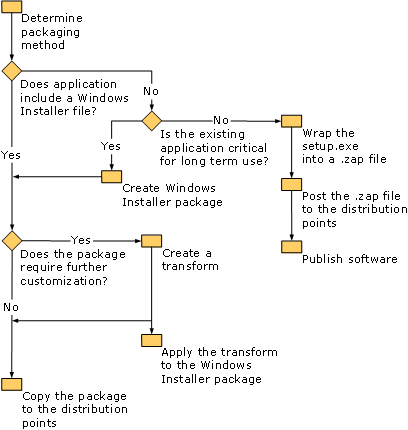 Determine
packaging
method
Does application
include a Windows
Installer file?
No
No
Is the existing
application critical
for long term use?
Wrap the
setup.exe
into a .zap file
Yes
Yes
Create Windows
Installer package
Post the .zap file
to the distribution
points
Publish software
Yes
Does the package
require further
customization?
Create a
transform
No
Apply the transform
to the Windows
Installer package
Copy the package
to the distribution
points